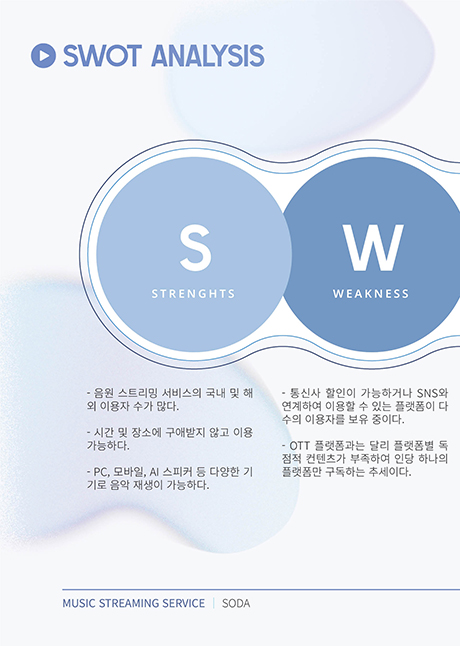 SWOT ANALYSIS
S
STRENGHTS
W
WEAKNESS
- 음원 스트리밍 서비스의 국내 및 해
외 이용자 수가 많다.
- 시간 및 장소에 구애받지 않고 이용
가능하다.
- PC, 모바일, AI 스피커 등 다양한 기
기로 음악 재생이 가능하다.
- 통신사 할인이 가능하거나 SNS와
연계하여 이용할 수 있는 플랫폼이 다
수의 이용자를 보유 중이다.
- OTT 플랫폼과는 달리 플랫폼별 독
점적 컨텐츠가 부족하여 인당 하나의
플랫폼만 구독하는 추세이다.
MUSIC STREAMING SERVICE | SODA